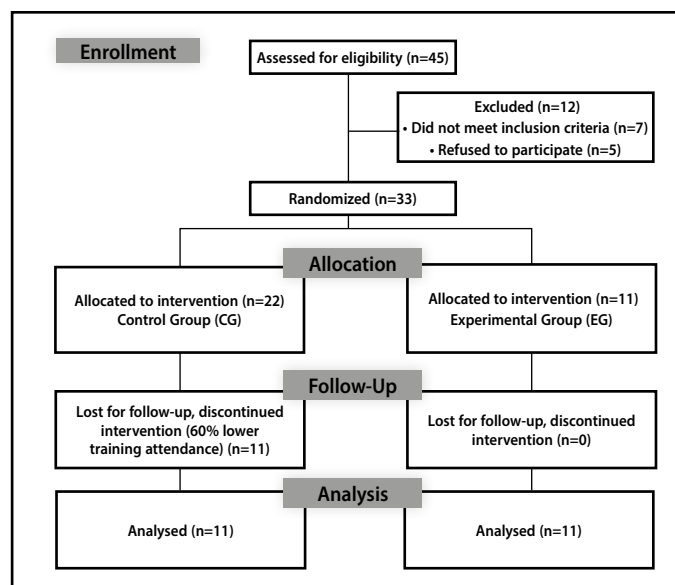 Enrollment
Assessed for eligibility (n=45)
Excluded (n=12)
• Did not meet inclusion criteria (n=7)
• Refused to participate (n=5)
Randomized (n=33)
Allocation
Allocated to intervention (n=22)
Control Group (CG)
Allocated to intervention (n=11)
Experimental Group (EG)
Follow-Up
Lost for follow-up, discontinued
intervention (60% lower
training attendance) (n=11)
Lost for follow-up, discontinued
intervention (n=0)
Analysis
Analysed (n=11)
Analysed (n=11)